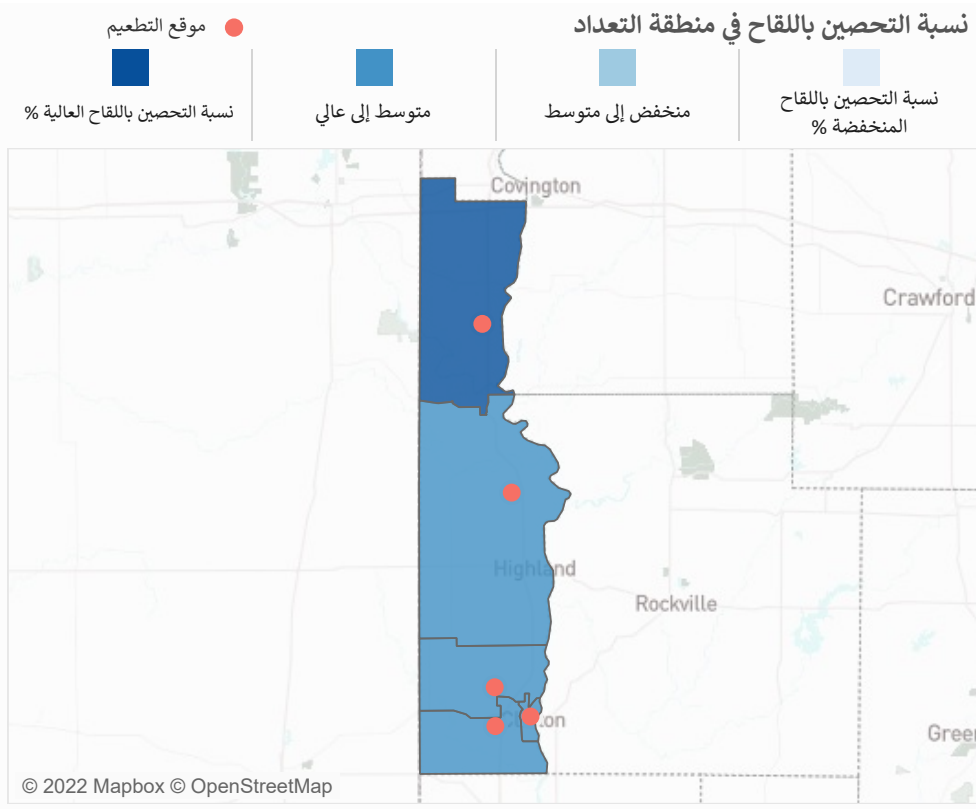 نسبة التحصين باللقاح في منطقة التعداد
موقع التطعيم
نسبة التحصين باللقاح
المنخفضة %
منخفض إلى متوسط
متوسط إلى عالي
نسبة التحصين باللقاح العالية %
Covington
Crawford
Highland
Rockville
© 2022 Mapbox © OpenStreetMap